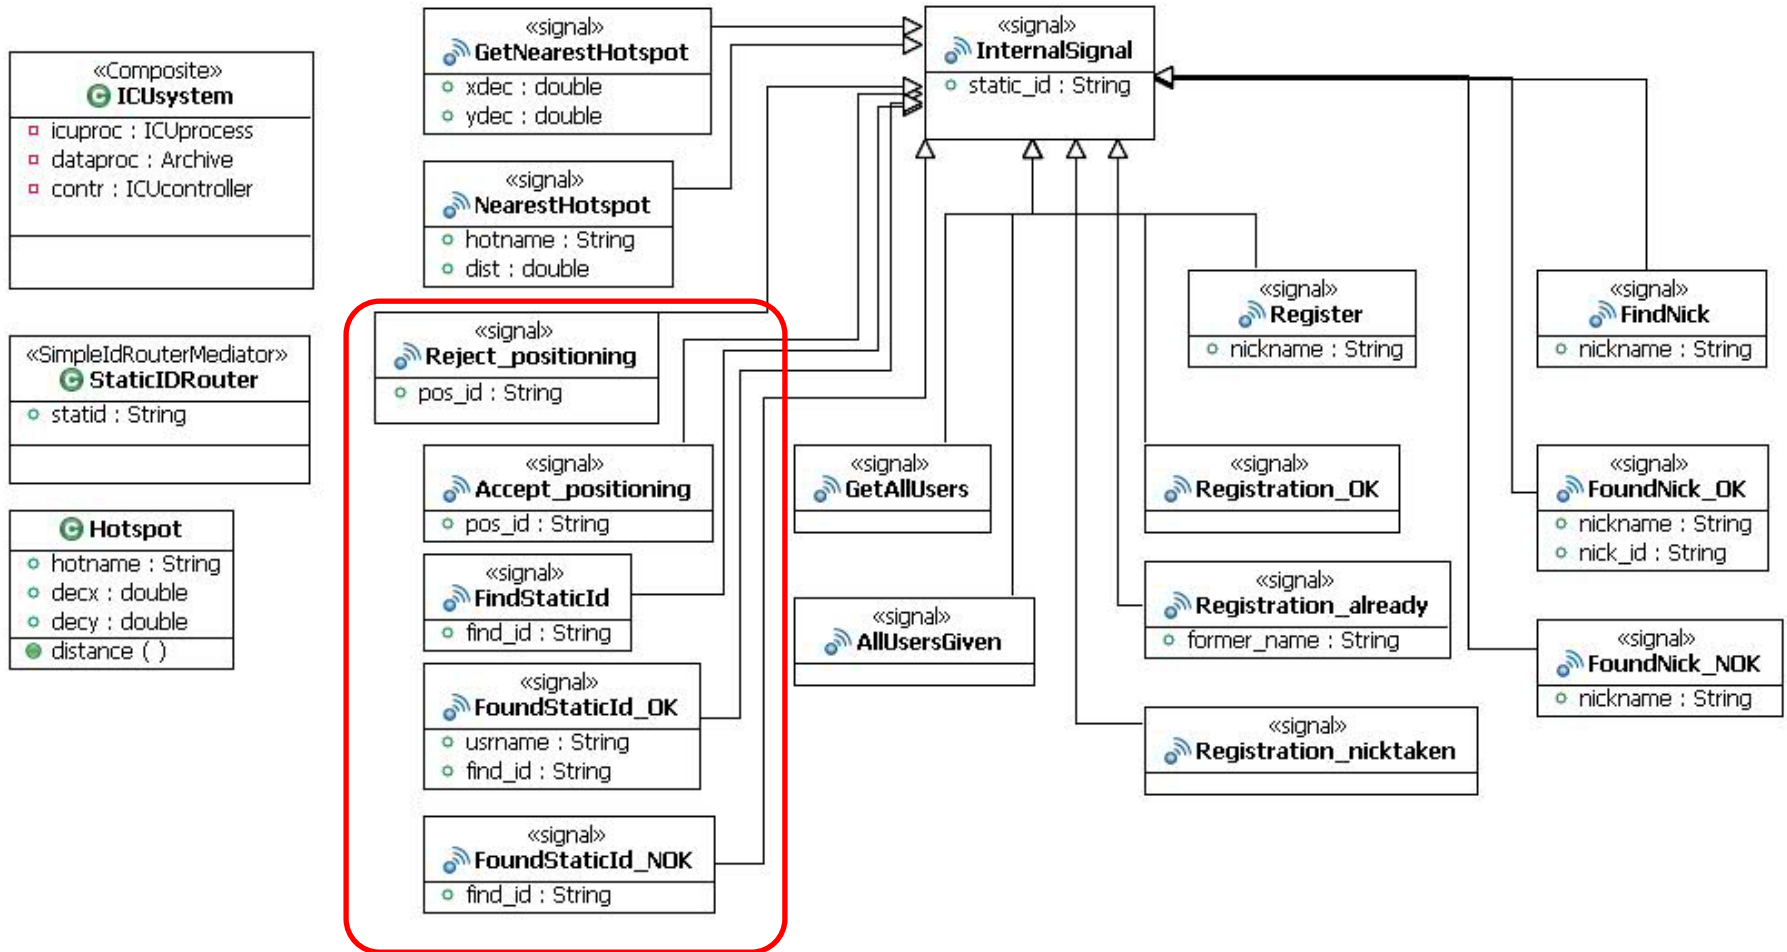 «Composite»
ICUsystem
icuproc : ICUprocess
dataproc : Archive
contr : ICUcontroller
«SimpleIdRouterMediator»
StaticIDRouter
statid : String
Hotspot
hotname : String
decx : double
decy : double
distance ( )
«signal»
GetNearestHotspot
xdec : double
ydec : double
«signal»
NearestHotspot
hotname : String
dist : double
«signal»
Reject_positioning
pos_id : String
«signal»
Accept_positioning
pos_id : String
«signal»
FindStaticId
find_id : String
«signal»
FoundStaticId_OK
usrname : String
find_id : String
«signal»
FoundStaticId_NOK
find_id : String
«signal»
InternalSignal
static_id : String
«signal»
GetAllUsers
«signal»
AllUsersGiven
«signal»
Register
nickname : String
«signal»
Registration_OK
«signal»
Registration_already
former_name : String
«signal»
Registration_nicktaken
«signal»
FindNick
nickname : String
«signal»
FoundNick_OK
nickname : String
nick_id : String
«signal»
FoundNick_NOK
nickname : String